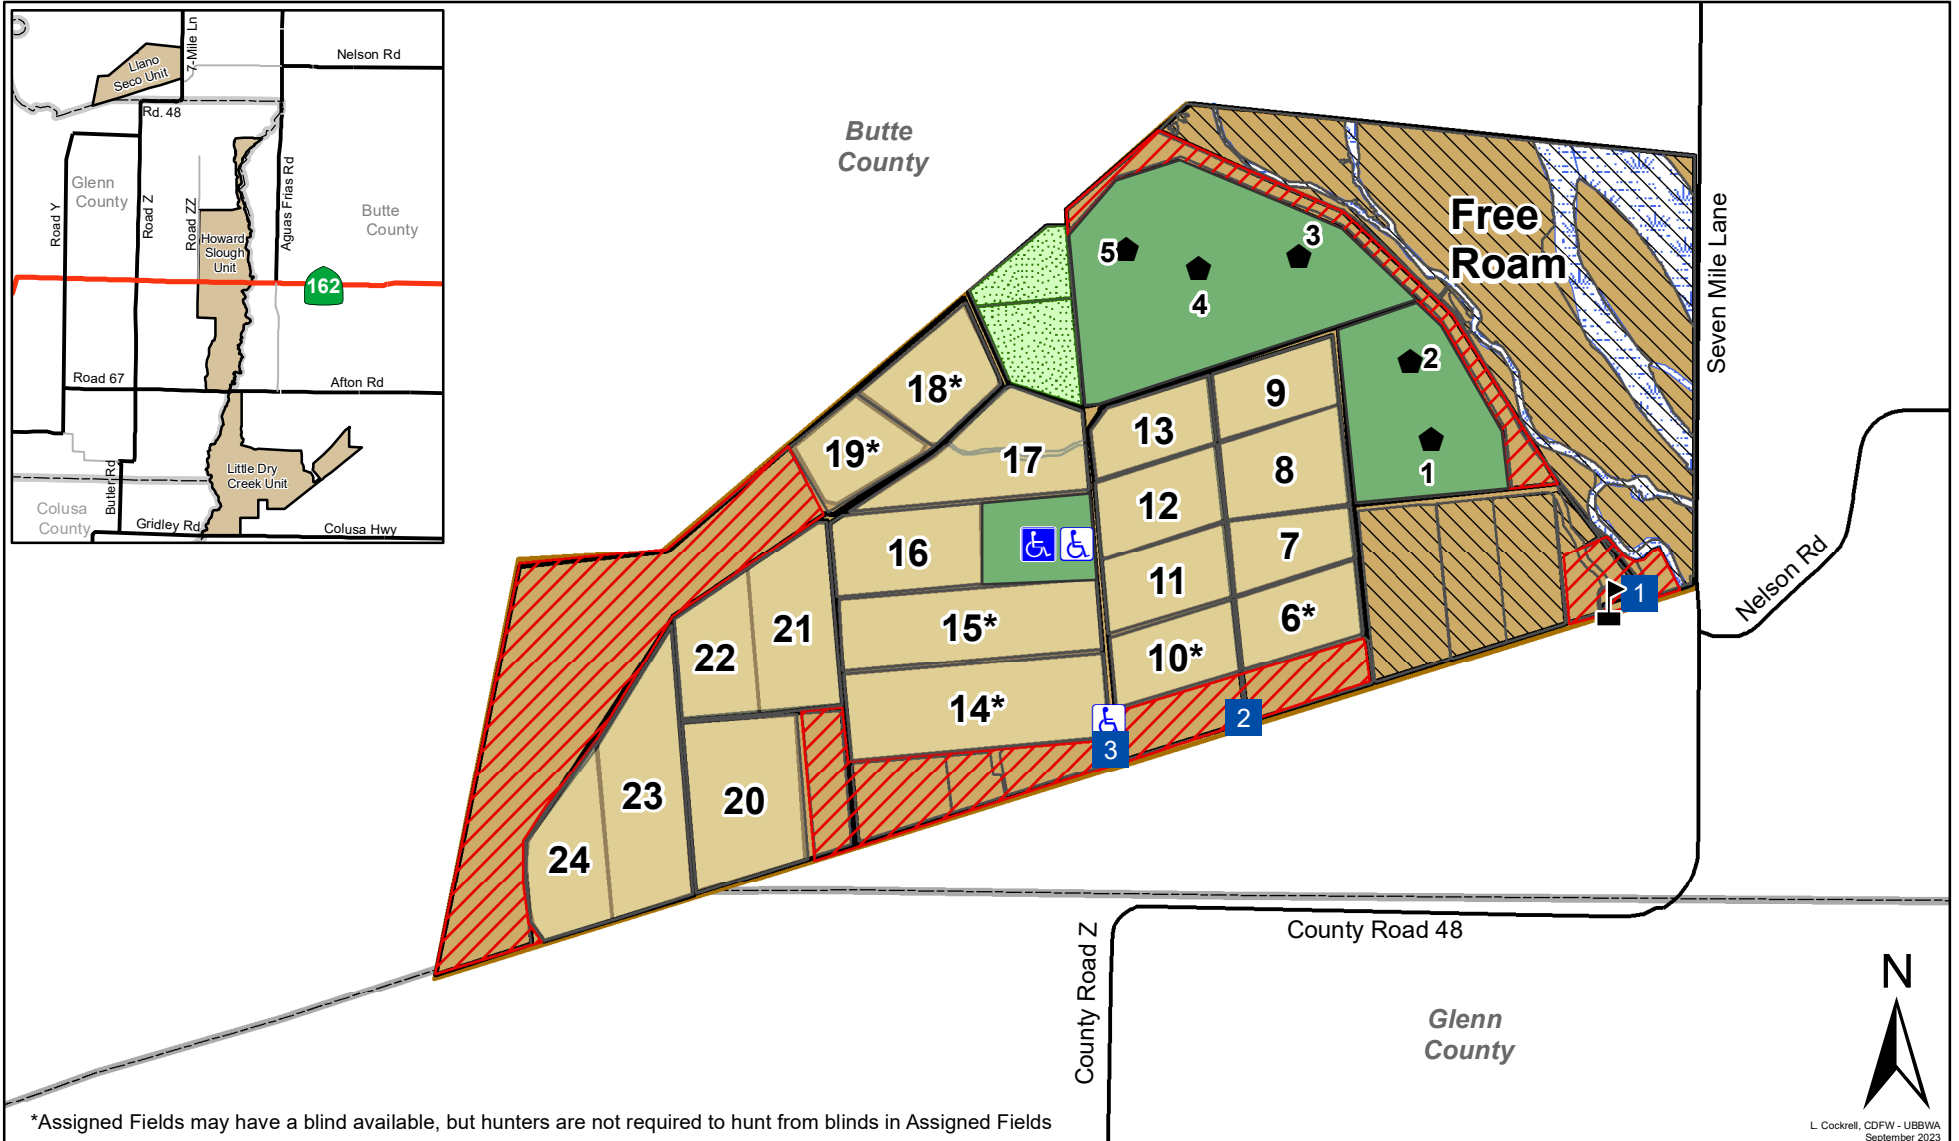 7-Mile Ln
Nelson Rd
Llano
Seco Unit
Rd. 48
Glenn
County
Road Y
Road Z
Road ZZ
Aguas Frias Rd
Butte
County
Howard
Slough
Unit
162
Road 67
Afton Rd
Little Dry
Creek Unit
Butler Rd
Colusa
County
Gridley Rd
Colusa Hwy
Butte
County
Free
Roam
Seven Mile Lane
5
3
4
2
1
18*
19*
17
13
9
12
8
16
11
7
15*
10*
6*
14*
22
21
23
20
24
1
2
3
Nelson Rd
County Road 48
County Road Z
Glenn
County
N
*Assigned Fields may have a blind available, but hunters are not required to hunt from blinds in Assigned Fields
L. Cockrell, CDFW - UBBWA
September 2023